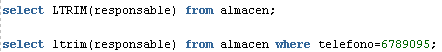 select LTRIM(responsable) from almacen;
select ltrim(responsable) from almacen where telefono=6789095;